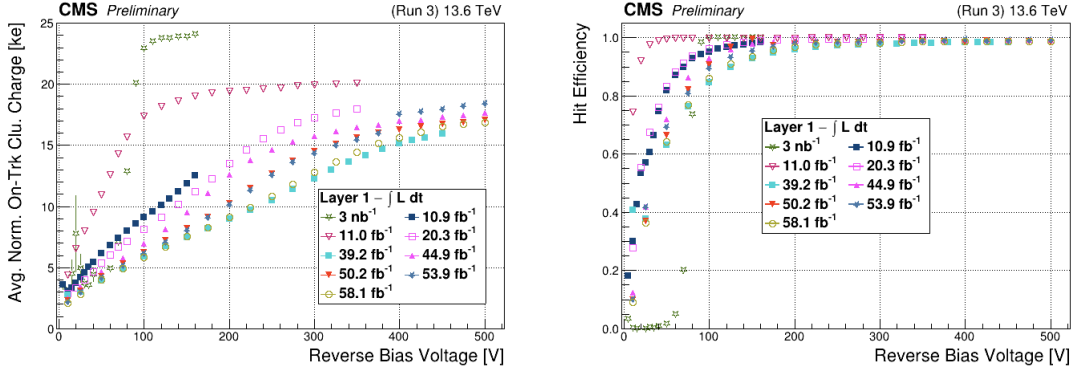 CMS Preliminary (Run 3) 13.6 TeV
Avg. Norm. On-Trk Clu. Charge [ke]
25
20
15
10
5
0
Layer 1 − ∫ L dt
3 nb⁻¹ 10.9 fb⁻¹
11.0 fb⁻¹ 20.3 fb⁻¹
39.2 fb⁻¹ 44.9 fb⁻¹
50.2 fb⁻¹ 53.9 fb⁻¹
58.1 fb⁻¹
0 100 200 300 400 500
Reverse Bias Voltage [V]
CMS Preliminary (Run 3) 13.6 TeV
Hit Efficiency
1.0
0.8
0.6
0.4
0.2
0.0
Layer 1 − ∫ L dt
3 nb⁻¹ 10.9 fb⁻¹
11.0 fb⁻¹ 20.3 fb⁻¹
39.2 fb⁻¹ 44.9 fb⁻¹
50.2 fb⁻¹ 53.9 fb⁻¹
58.1 fb⁻¹
0 100 200 300 400 500
Reverse Bias Voltage [V]